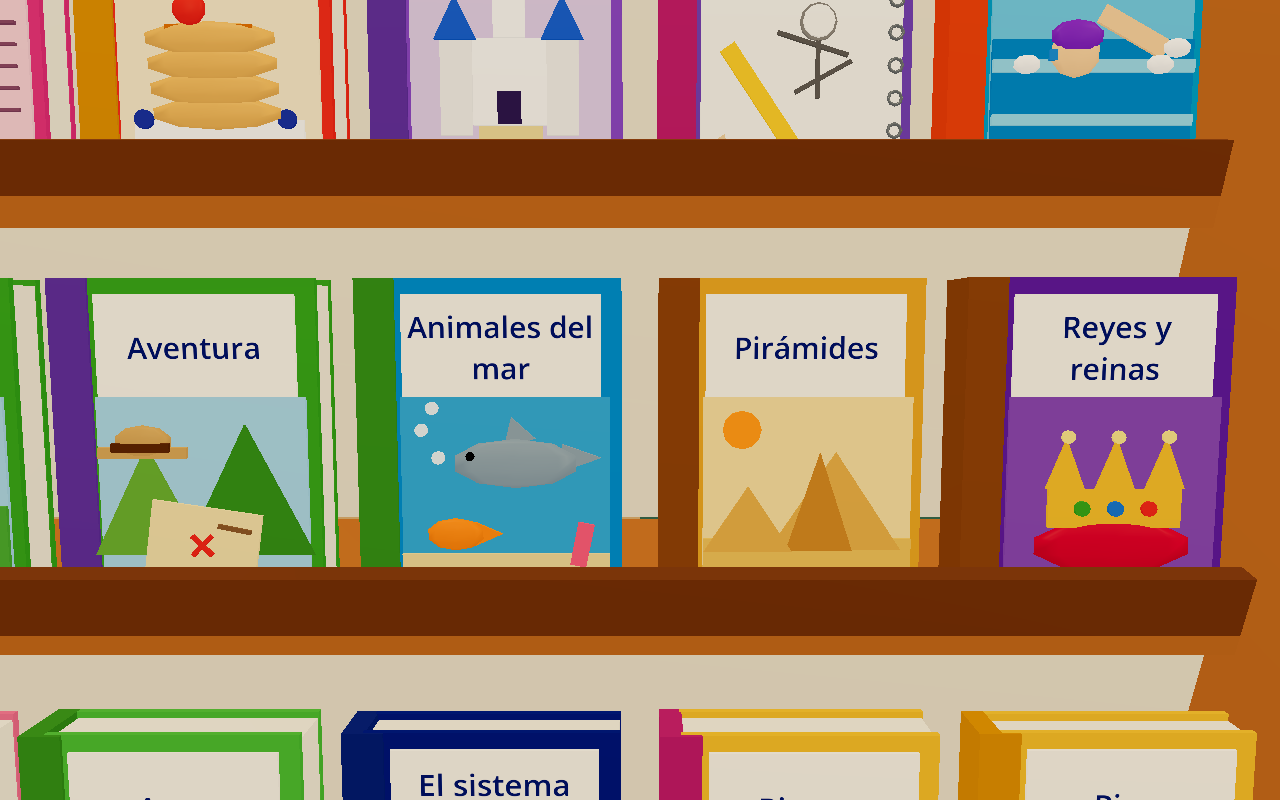 Aventura
Animales del
mar
Pirámides
Reyes y
reinas
El sistema